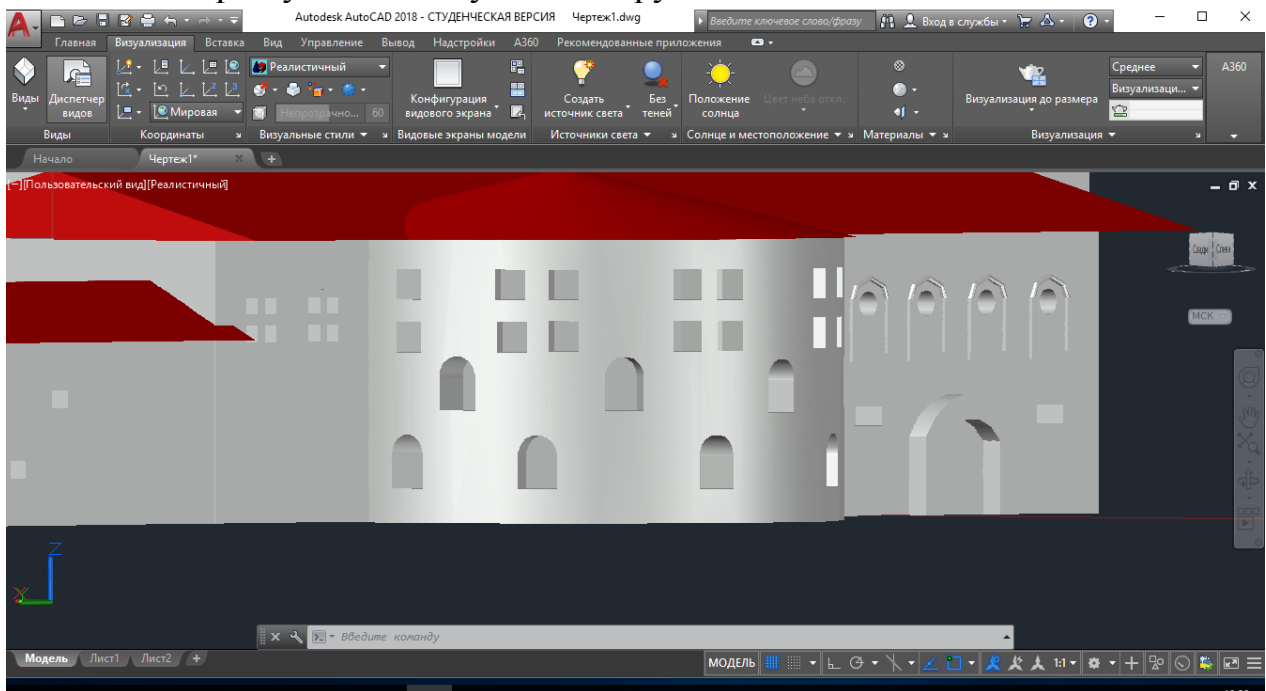 Autodesk AutoCAD 2018 - СТУДЕНЧЕСКАЯ ВЕРСИЯ Чертеж1.dwg
Введите ключевое слово/фразу
Вход в службы
Главная Визуализация Вставка Вид Управление Вывод Надстройки A360 Рекомендованные приложения
Виды
Диспетчер видов
Мировая
Реалистичный
Непрозрачно... 60
Конфигурация видового экрана
Создать источник света
Без теней
Положение солнца
Цвет неба откл.
Визуализация до размера
Среднее
Визуализаци...
A360
Виды Координаты Визуальные стили Видовые экраны модели Источники света Солнце и местоположение Материалы Визуализация
Начало Чертеж1* +
[−][Пользовательский вид][Реалистичный]
МСК
Z
X
Введите команду
Модель Лист1 Лист2 +
МОДЕЛЬ 1:1